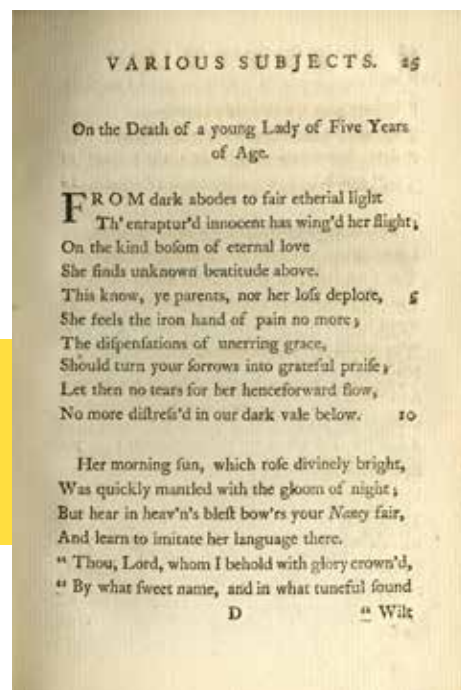 VARIOUS SUBJECTS. 25
On the Death of a young Lady of Five Years
of Age.
FROM dark abodes to fair etherial light
Th' enraptur'd innocent has wing'd her flight;
On the kind boſom of eternal love
She finds unknown beatitude above.
This know, ye parents, nor her loſs deplore, 5
She feels the iron hand of pain no more;
The diſpenſations of unerring grace,
Should turn your ſorrows into grateful praiſe;
Let then no tears for her henceforward flow,
No more diſtreſs'd in our dark vale below. 10
Her morning ſun, which roſe divinely bright,
Was quickly mantled with the gloom of night;
But hear in heav'n's bleſt bow'rs your Nancy fair,
And learn to imitate her language there.
" Thou, Lord, whom I behold with glory crown'd,
" By what ſweet name, and in what tuneful ſound
D " Wilt